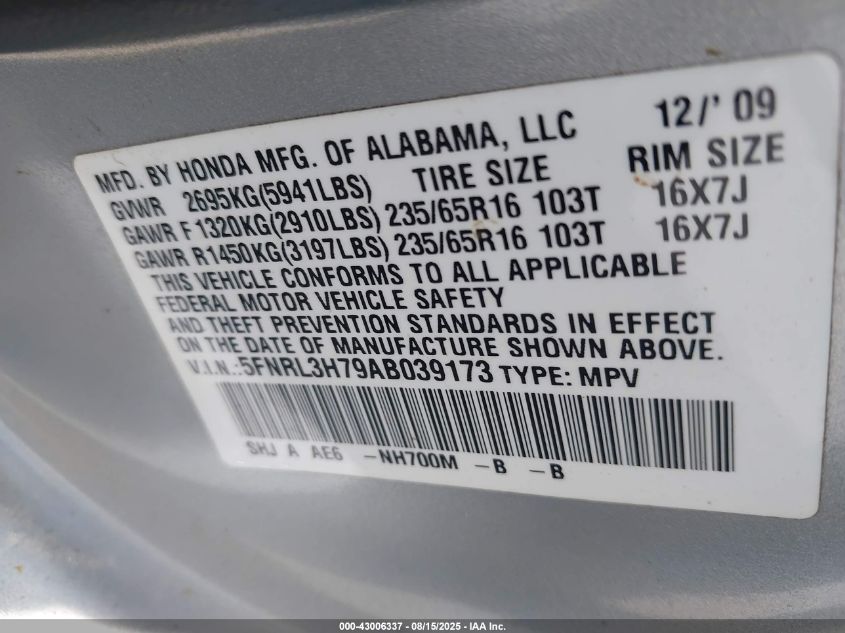 MFD. BY HONDA MFG. OF ALABAMA, LLC 12/' 09
GVWR 2695KG(5941LBS) TIRE SIZE RIM SIZE
GAWR F1320KG(2910LBS) 235/65R16 103T 16X7J
GAWR R1450KG(3197LBS) 235/65R16 103T 16X7J
THIS VEHICLE CONFORMS TO ALL APPLICABLE
FEDERAL MOTOR VEHICLE SAFETY
AND THEFT PREVENTION STANDARDS IN EFFECT
ON THE DATE OF MANUFACTURE SHOWN ABOVE.
V.I.N.:5FNRL3H79AB039173 TYPE: MPV
SHJ A AE6 -NH700M -B -B
000-43006337 - 08/15/2025 - IAA Inc.